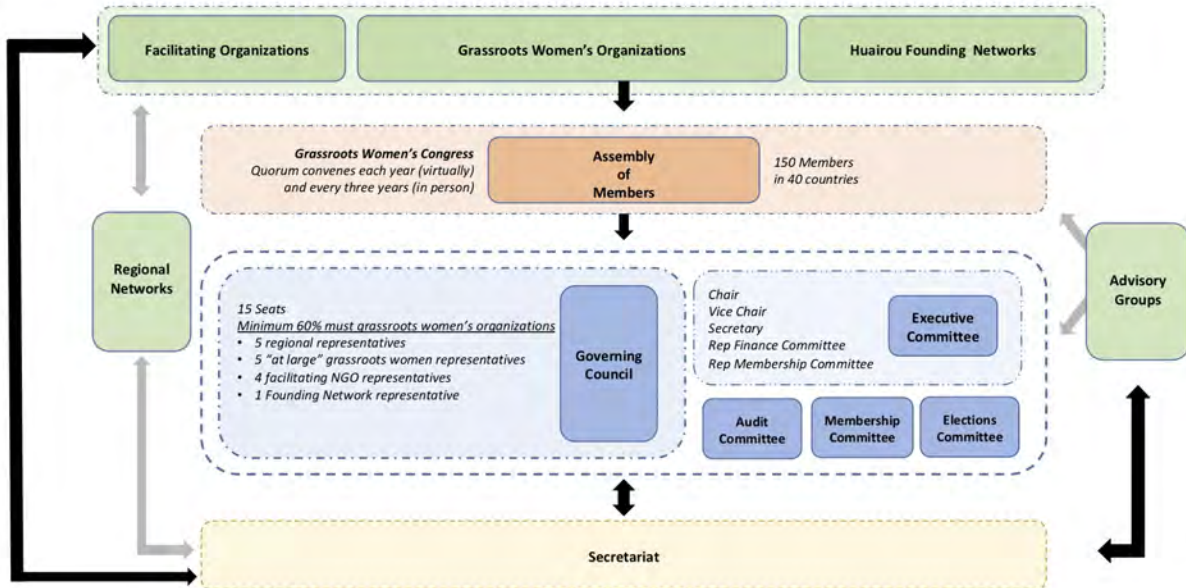 Facilitating Organizations
Grassroots Women's Organizations
Huairou Founding Networks
Grassroots Women's Congress
Quorum convenes each year (virtually)
and every three years (in person)
Assembly
of
Members
150 Members
in 40 countries
Regional
Networks
Advisory
Groups
15 Seats
Minimum 60% must grassroots women's organizations
• 5 regional representatives
• 5 "at large" grassroots women representatives
• 4 facilitating NGO representatives
• 1 Founding Network representative
Governing
Council
Chair
Vice Chair
Secretary
Rep Finance Committee
Rep Membership Committee
Executive
Committee
Audit
Committee
Membership
Committee
Elections
Committee
Secretariat